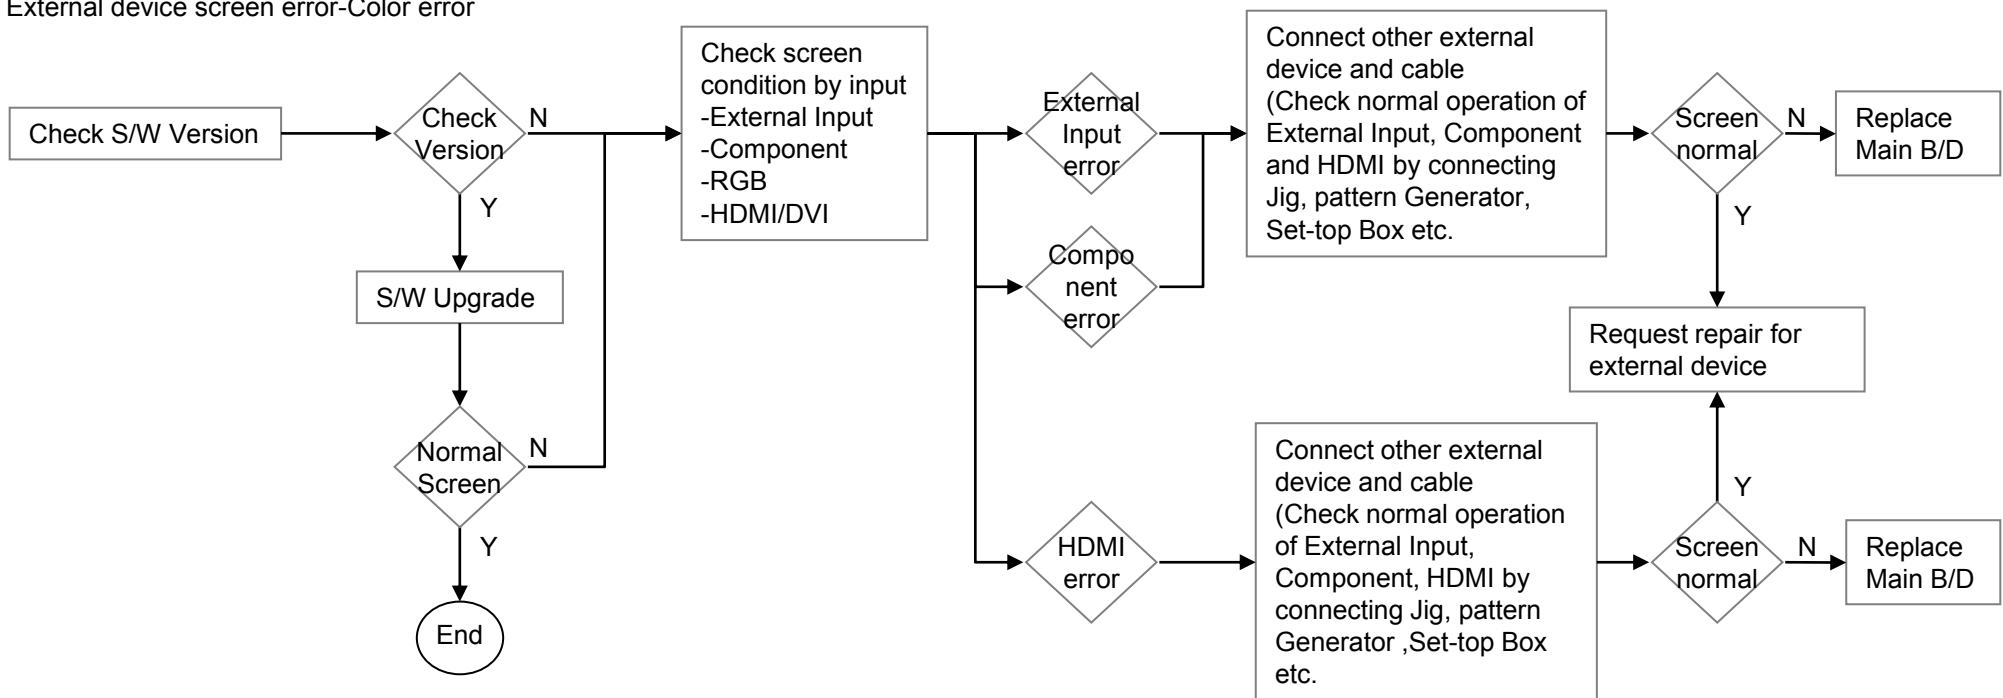 External device screen error-Color error
Check S/W Version
Check
Version
N
Y
S/W Upgrade
Normal
Screen
N
Y
End
Check screen
condition by input
-External Input
-Component
-RGB
-HDMI/DVI
External
Input
error
Compo
nent
error
HDMI
error
Connect other external
device and cable
(Check normal operation of
External Input, Component
and HDMI by connecting
Jig, pattern Generator,
Set-top Box etc.
Screen
normal
N
Replace
Main B/D
Y
Request repair for
external device
Connect other external
device and cable
(Check normal operation
of External Input,
Component, HDMI by
connecting Jig, pattern
Generator ,Set-top Box
etc.
Y
Screen
normal
N
Replace
Main B/D